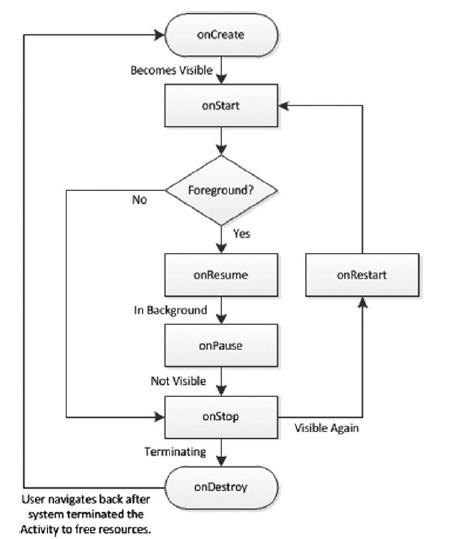 onCreate
Becomes Visible
onStart
Foreground?
No
Yes
onResume
onRestart
In Background
onPause
Not Visible
onStop
Visible Again
Terminating
onDestroy
User navigates back after
system terminated the
Activity to free resources.